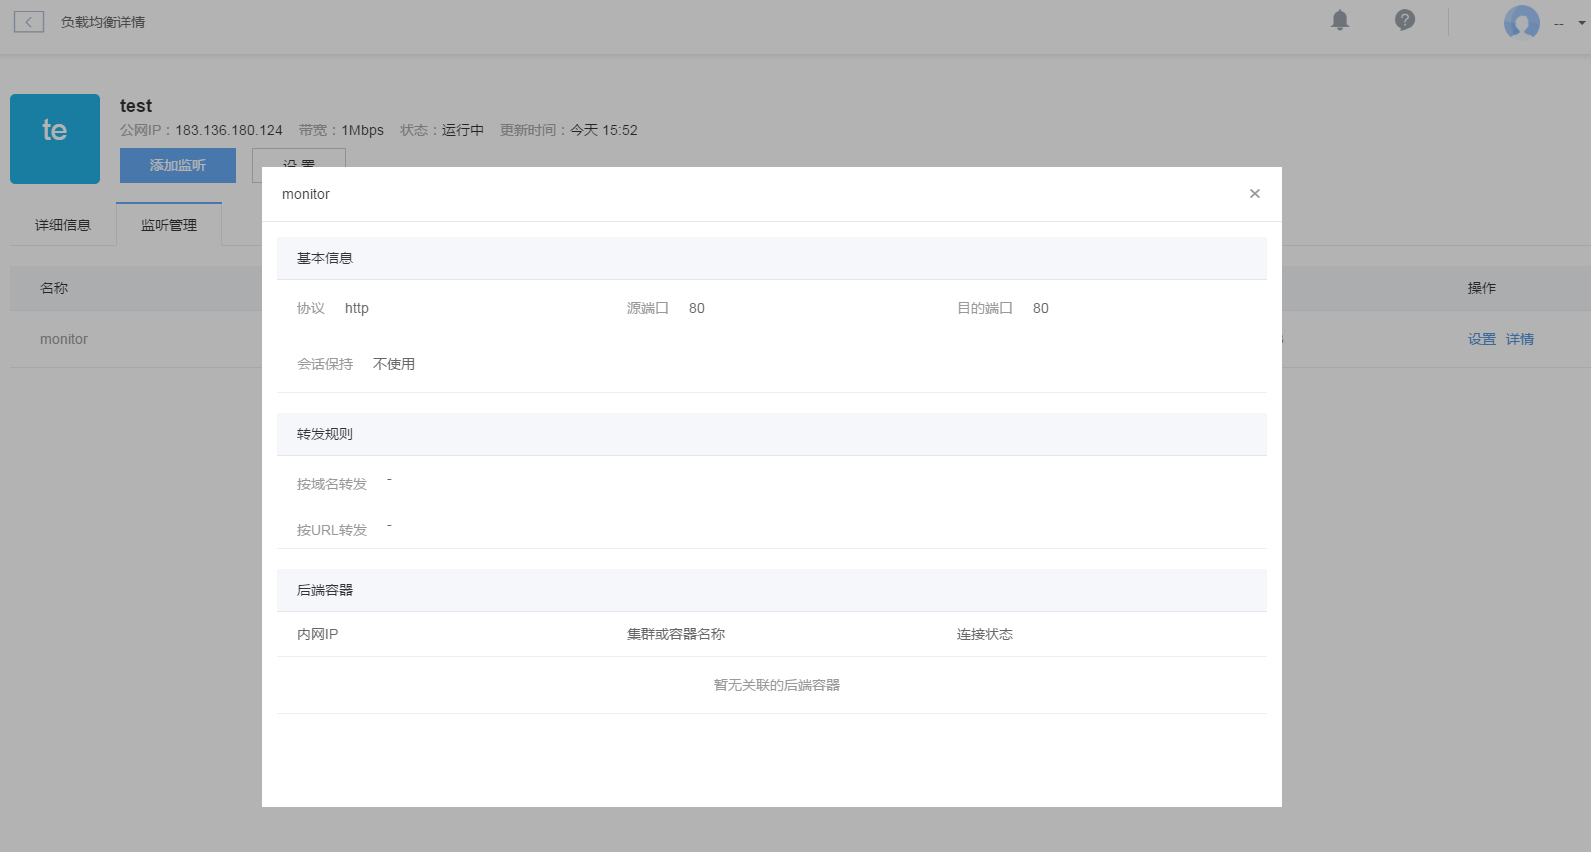 负载均衡详情
?
--
te
test
公网IP：183.136.180.124 带宽：1Mbps 状态：运行中 更新时间：今天 15:52
添加监听 设 置
详细信息 监听管理
名称 操作
monitor 设置 详情
monitor
×
基本信息
协议 http 源端口 80 目的端口 80
会话保持 不使用
转发规则
按域名转发 -
按URL转发 -
后端容器
内网IP 集群或容器名称 连接状态
暂无关联的后端容器